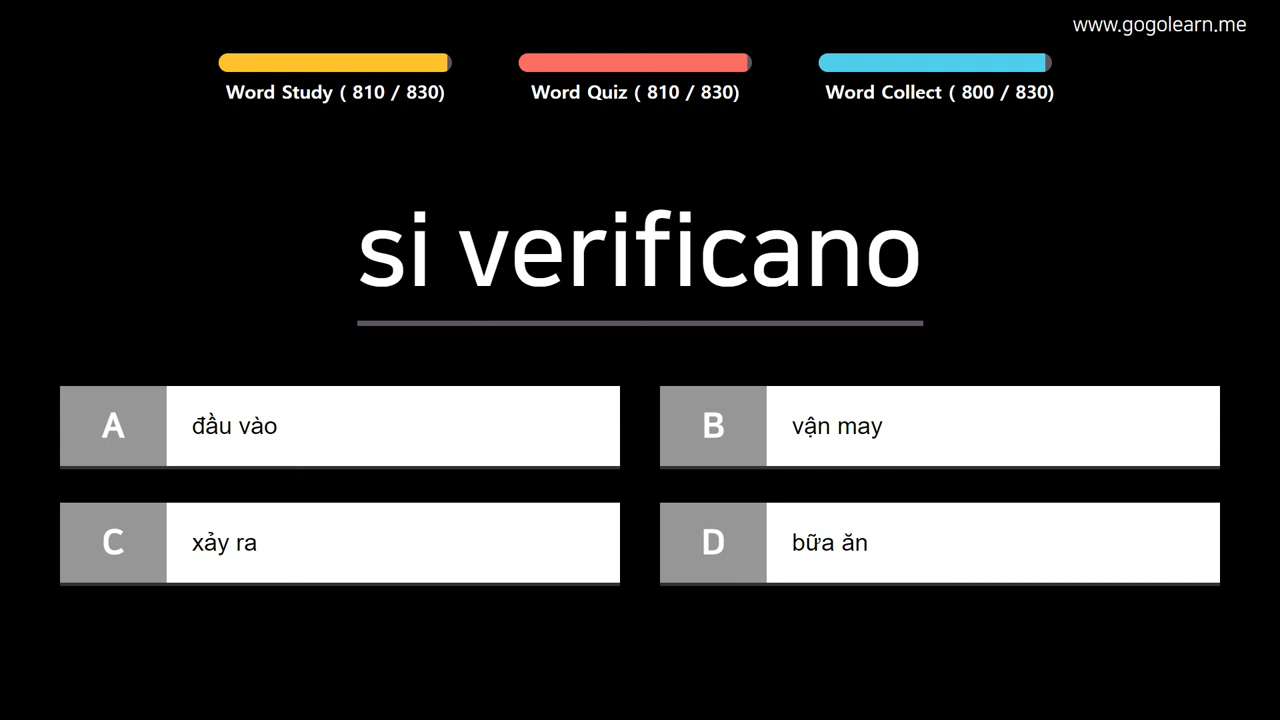 www.gogolearn.me
Word Study ( 810 / 830)
Word Quiz ( 810 / 830)
Word Collect ( 800 / 830)
si verificano
A đầu vào
B vận may
C xảy ra
D bữa ăn